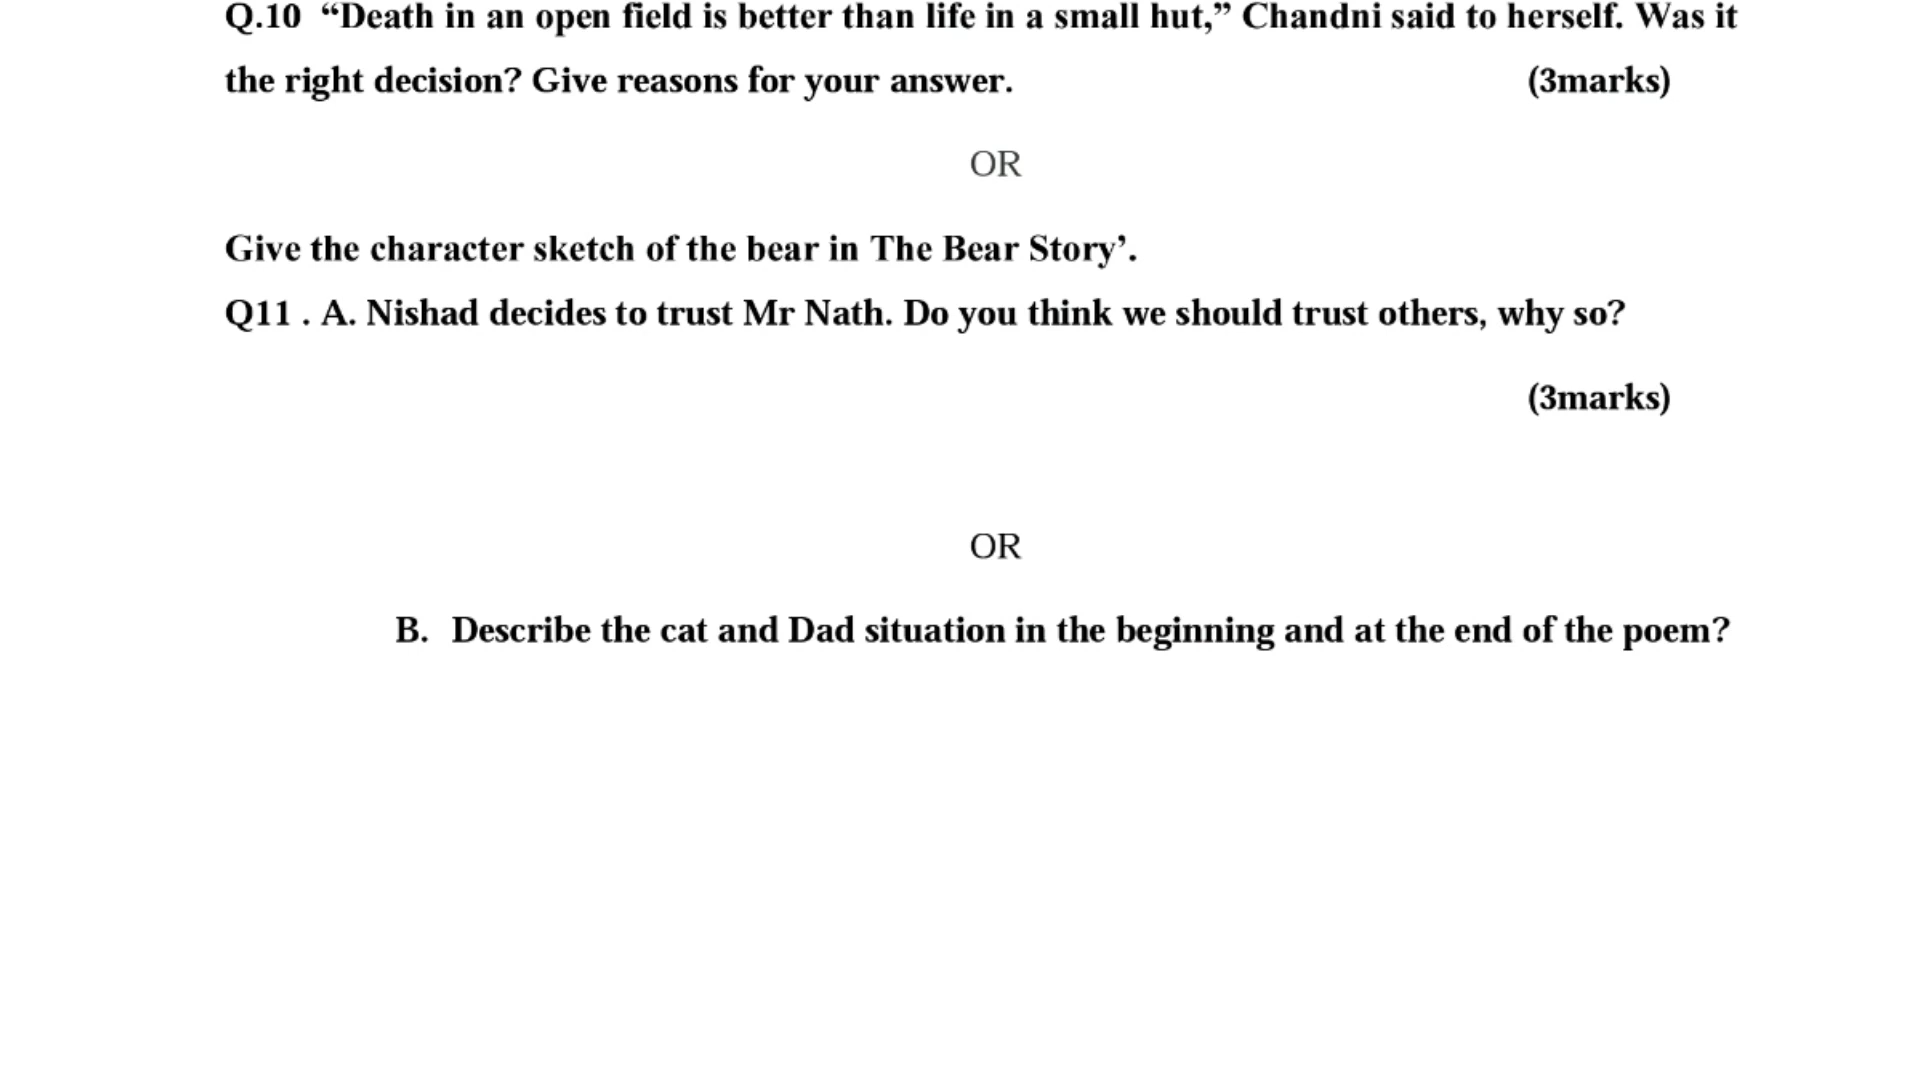 Q.10 “Death in an open field is better than life in a small hut,” Chandni said to herself. Was it
the right decision? Give reasons for your answer. (3marks)
OR
Give the character sketch of the bear in The Bear Story’.
Q11 . A. Nishad decides to trust Mr Nath. Do you think we should trust others, why so?
(3marks)
OR
B. Describe the cat and Dad situation in the beginning and at the end of the poem?